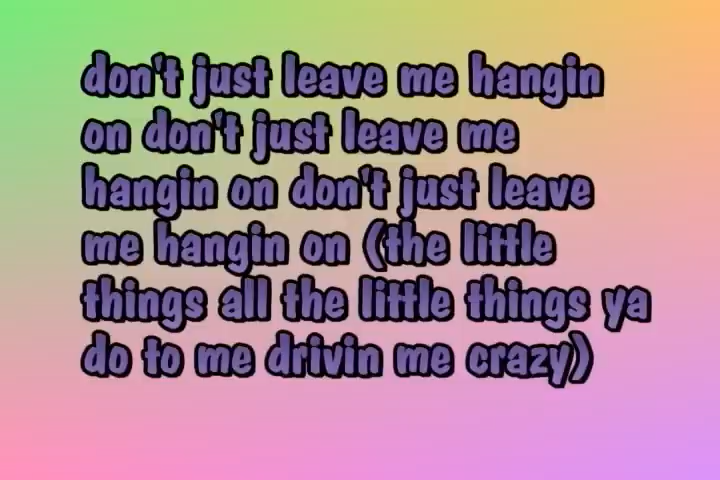 don't just leave me hangin
on don't just leave me
hangin on don't just leave
me hangin on (the little
things all the little things ya
do to me drivin me crazy)